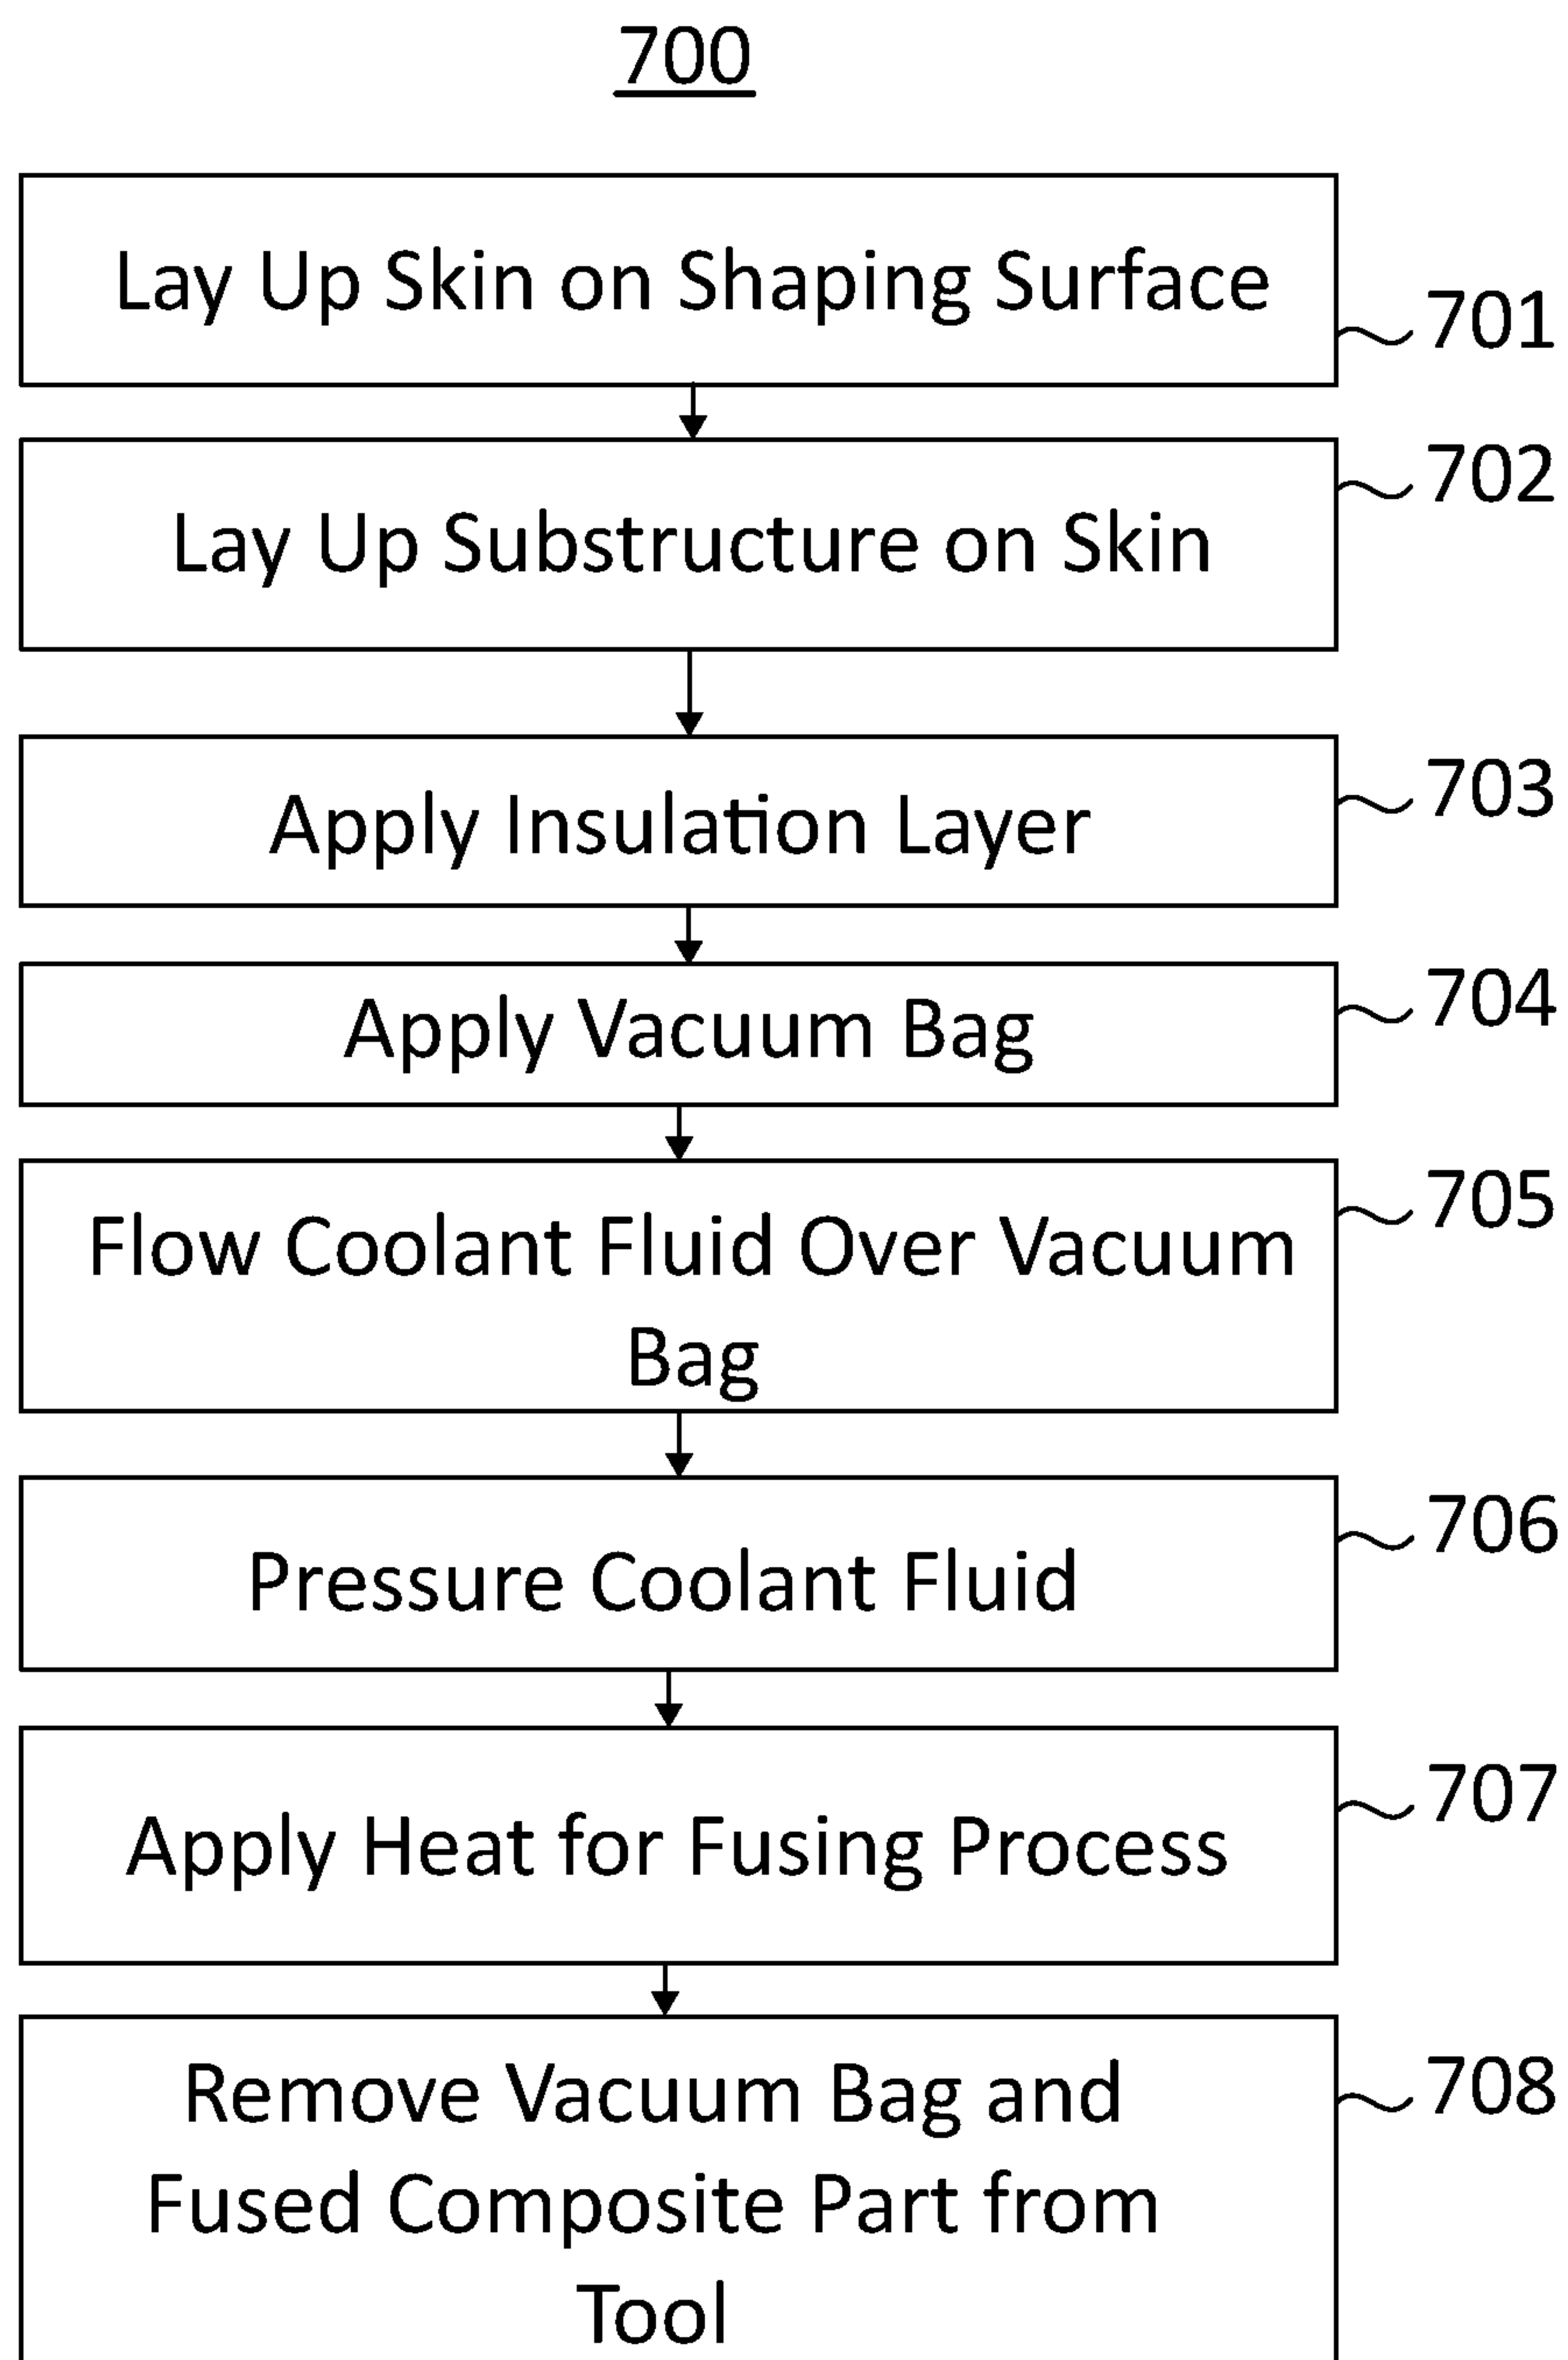 700
Lay Up Skin on Shaping Surface
701
702
Lay Up Substructure on Skin
703
Apply Insulation Layer
704
Apply Vacuum Bag
705
Flow Coolant Fluid Over Vacuum
Bag
706
Pressure Coolant Fluid
707
Apply Heat for Fusing Process
708
Remove Vacuum Bag and
Fused Composite Part from
Tool